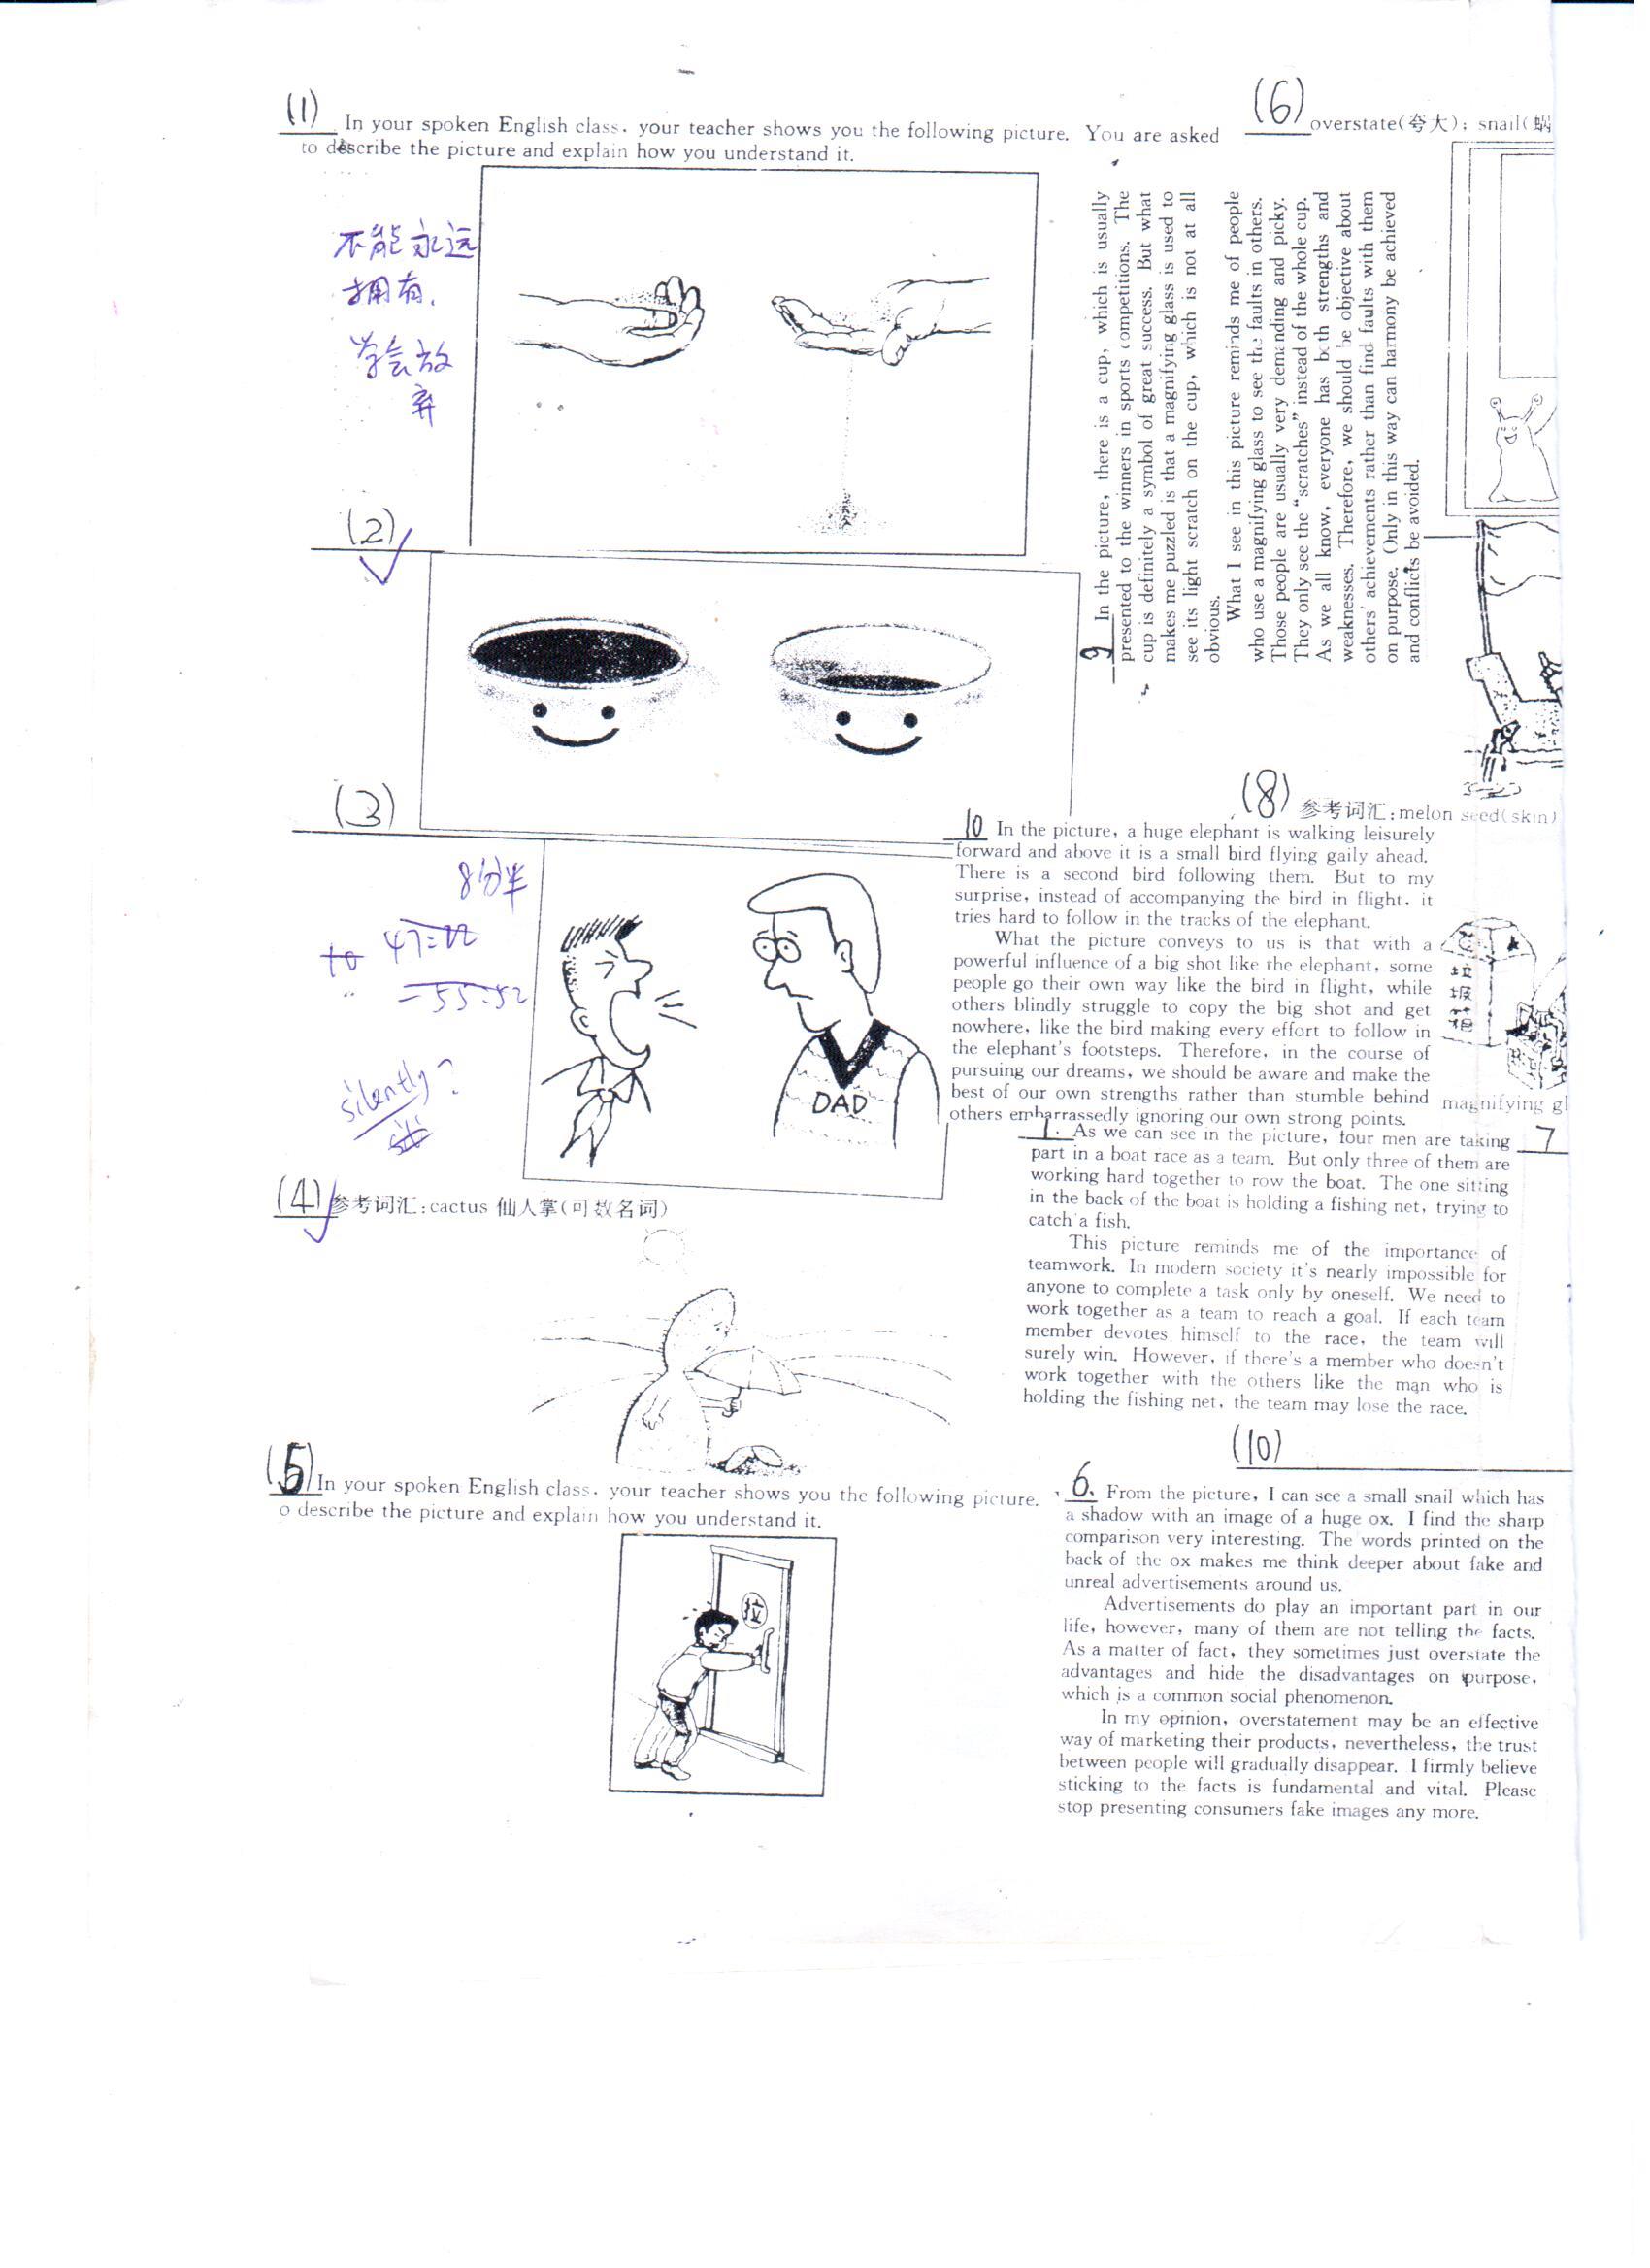 (1) In your spoken English class, your teacher shows you the following picture. You are asked
to describe the picture and explain how you understand it.
不能永远
拥有,
学会放
弃
(2)
(3)
8分半
to 47:22
-55:52
silently?
DAD
(4) 参考词汇:cactus 仙人掌(可数名词)
(5) In your spoken English class, your teacher shows you the following picture.
o describe the picture and explain how you understand it.
拉
(6) overstate(夸大); snail(蜗
9 In the picture, there is a cup, which is usually
presented to the winners in sports competitions. The
cup is definitely a symbol of great success. But what
makes me puzzled is that a magnifying glass is used to
see its light scratch on the cup, which is not at all
obvious.
What I see in this picture reminds me of people
who use a magnifying glass to see the faults in others.
Those people are usually very demanding and picky.
They only see the "scratches" instead of the whole cup.
As we all know, everyone has both strengths and
weaknesses. Therefore, we should be objective about
others' achievements rather than find faults with them
on purpose. Only in this way can harmony be achieved
and conflicts be avoided.
(8) 参考词汇:melon seed(skin)
10 In the picture, a huge elephant is walking leisurely
forward and above it is a small bird flying gaily ahead.
There is a second bird following them. But to my
surprise, instead of accompanying the bird in flight, it
tries hard to follow in the tracks of the elephant.
What the picture conveys to us is that with a
powerful influence of a big shot like the elephant, some
people go their own way like the bird in flight, while
others blindly struggle to copy the big shot and get
nowhere, like the bird making every effort to follow in
the elephant's footsteps. Therefore, in the course of
pursuing our dreams, we should be aware and make the
best of our own strengths rather than stumble behind
others embarrassedly ignoring our own strong points.
垃
圾
magnifying gl
7
1. As we can see in the picture, four men are taking
part in a boat race as a team. But only three of them are
working hard together to row the boat. The one sitting
in the back of the boat is holding a fishing net, trying to
catch a fish.
This picture reminds me of the importance of
teamwork. In modern society it's nearly impossible for
anyone to complete a task only by oneself. We need to
work together as a team to reach a goal. If each team
member devotes himself to the race, the team will
surely win. However, if there's a member who doesn't
work together with the others like the man who is
holding the fishing net, the team may lose the race.
(10)
6. From the picture, I can see a small snail which has
a shadow with an image of a huge ox. I find the sharp
comparison very interesting. The words printed on the
back of the ox makes me think deeper about fake and
unreal advertisements around us.
Advertisements do play an important part in our
life, however, many of them are not telling the facts.
As a matter of fact, they sometimes just overstate the
advantages and hide the disadvantages on purpose,
which is a common social phenomenon.
In my opinion, overstatement may be an effective
way of marketing their products, nevertheless, the trust
between people will gradually disappear. I firmly believe
sticking to the facts is fundamental and vital. Please
stop presenting consumers fake images any more.